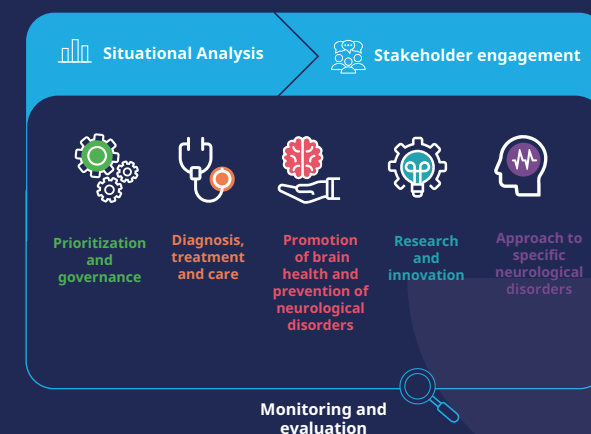 Situational Analysis
Stakeholder engagement
Prioritization
and
governance
Diagnosis,
treatment
and care
Promotion
of brain
health and
prevention of
neurological
disorders
Research
and
innovation
Approach to
specific
neurological
disorders
Monitoring and
evaluation